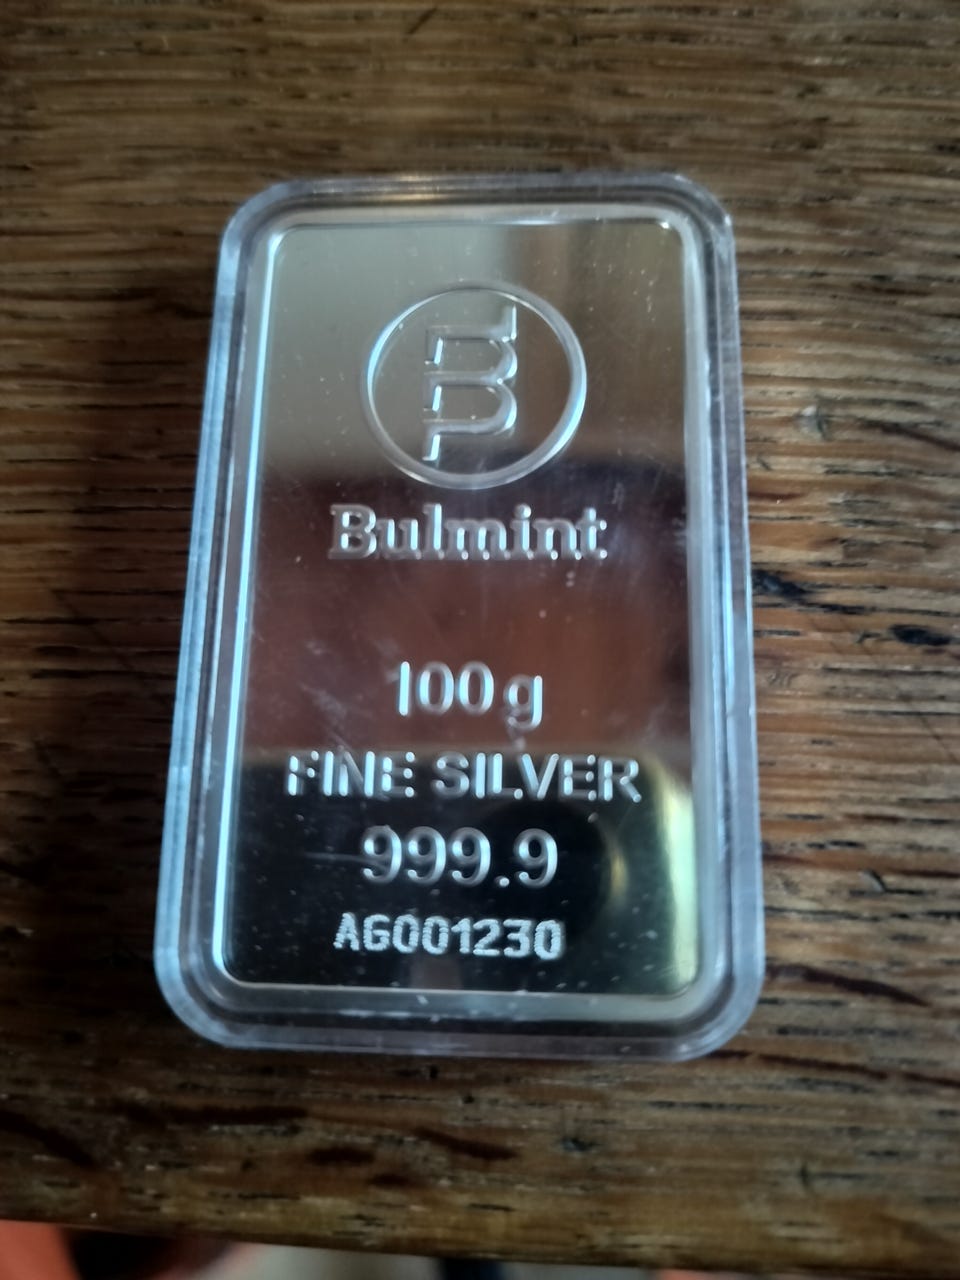 Bulmint
100 g
FINE SILVER
999.9
AG001230